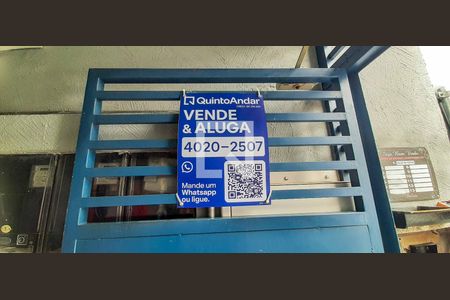 QuintoAndar
VENDE
& ALUGA
4020-2507
Mande um
Whatsapp
ou ligue.